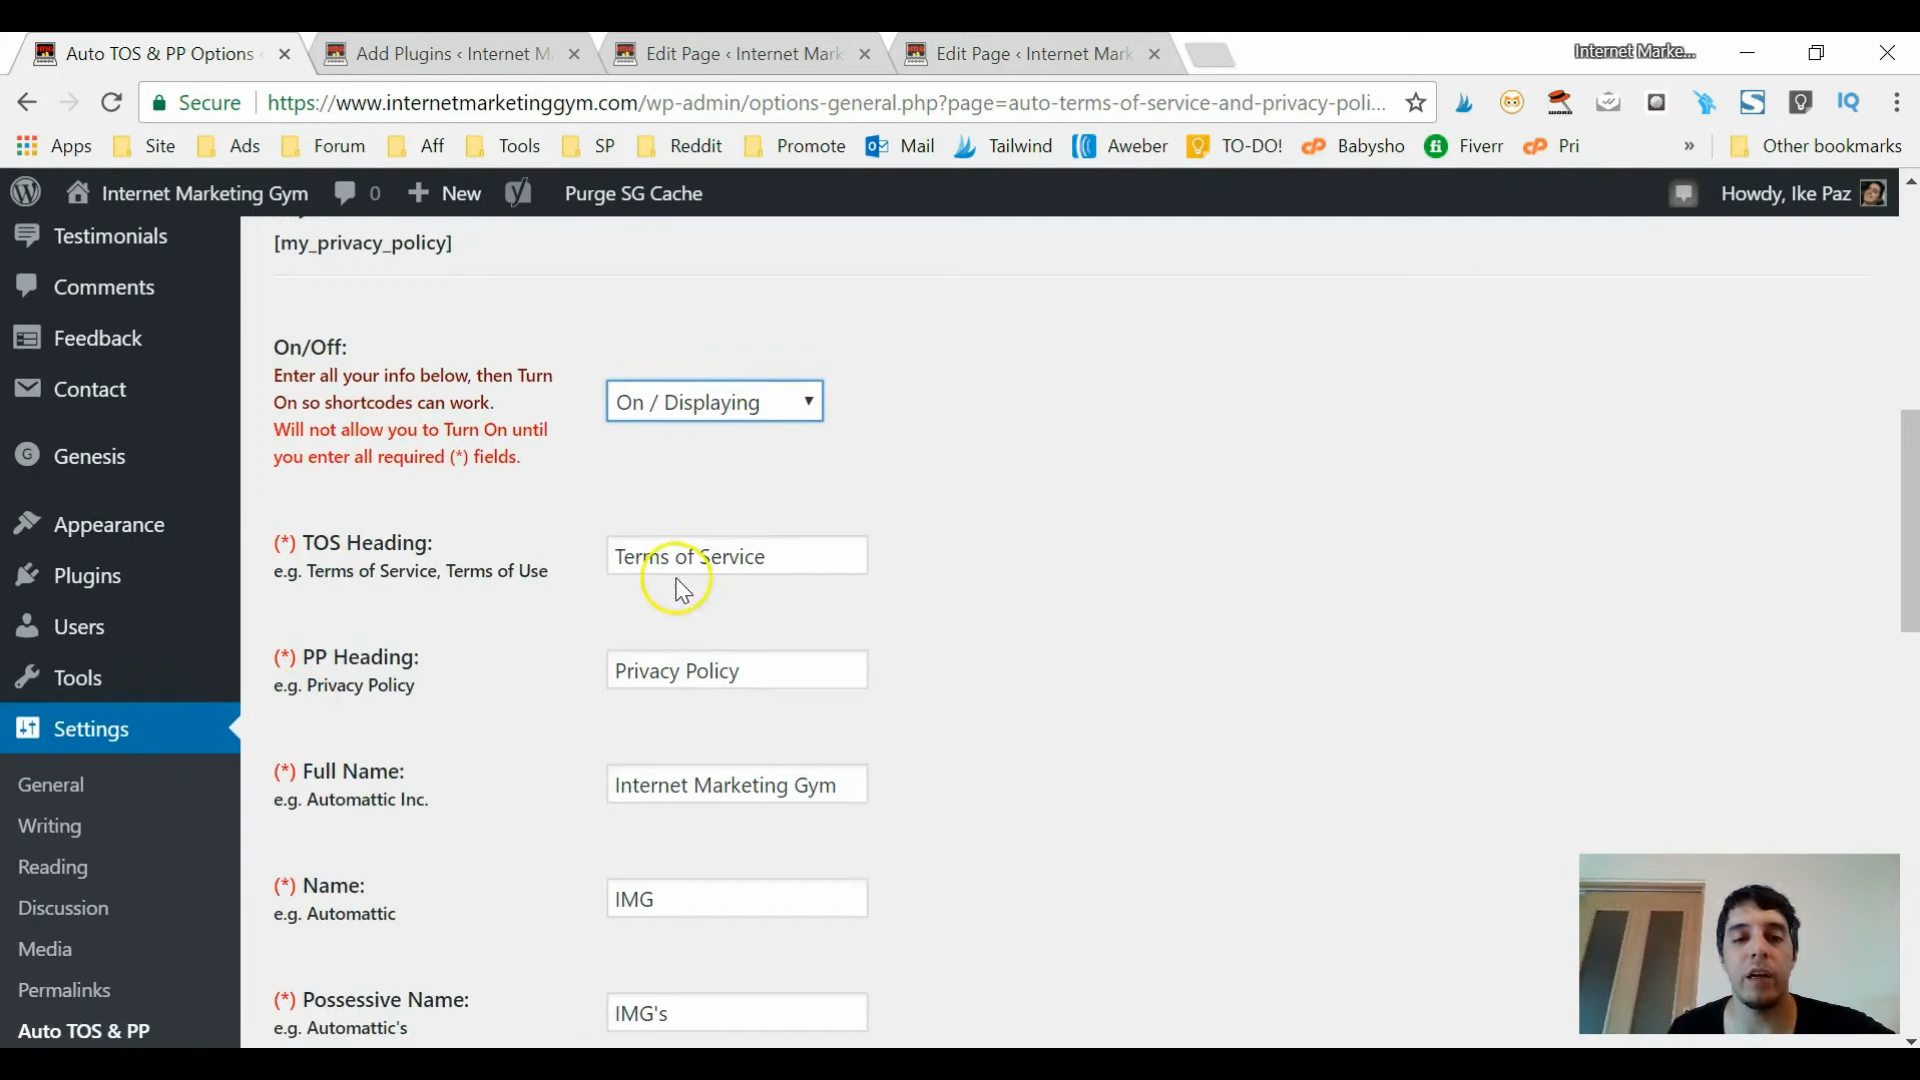 Auto TOS & PP Options
Add Plugins ‹ Internet M
Edit Page ‹ Internet Mark
Edit Page ‹ Internet Mark
Internet Marke...
Secure
https://www.internetmarketinggym.com/wp-admin/options-general.php?page=auto-terms-of-service-and-privacy-poli...
Apps
Site
Ads
Forum
Aff
Tools
SP
Reddit
Promote
Mail
Tailwind
Aweber
TO-DO!
Babysho
Fiverr
Pri
»
Other bookmarks
Internet Marketing Gym
0
New
Purge SG Cache
Howdy, Ike Paz
Testimonials
Comments
Feedback
Contact
Genesis
Appearance
Plugins
Users
Tools
Settings
General
Writing
Reading
Discussion
Media
Permalinks
Auto TOS & PP
[my_privacy_policy]
On/Off:
Enter all your info below, then Turn
On so shortcodes can work.
Will not allow you to Turn On until
you enter all required (*) fields.
On / Displaying
(*) TOS Heading:
e.g. Terms of Service, Terms of Use
Terms of Service
(*) PP Heading:
e.g. Privacy Policy
Privacy Policy
(*) Full Name:
e.g. Automattic Inc.
Internet Marketing Gym
(*) Name:
e.g. Automattic
IMG
(*) Possessive Name:
e.g. Automattic's
IMG's